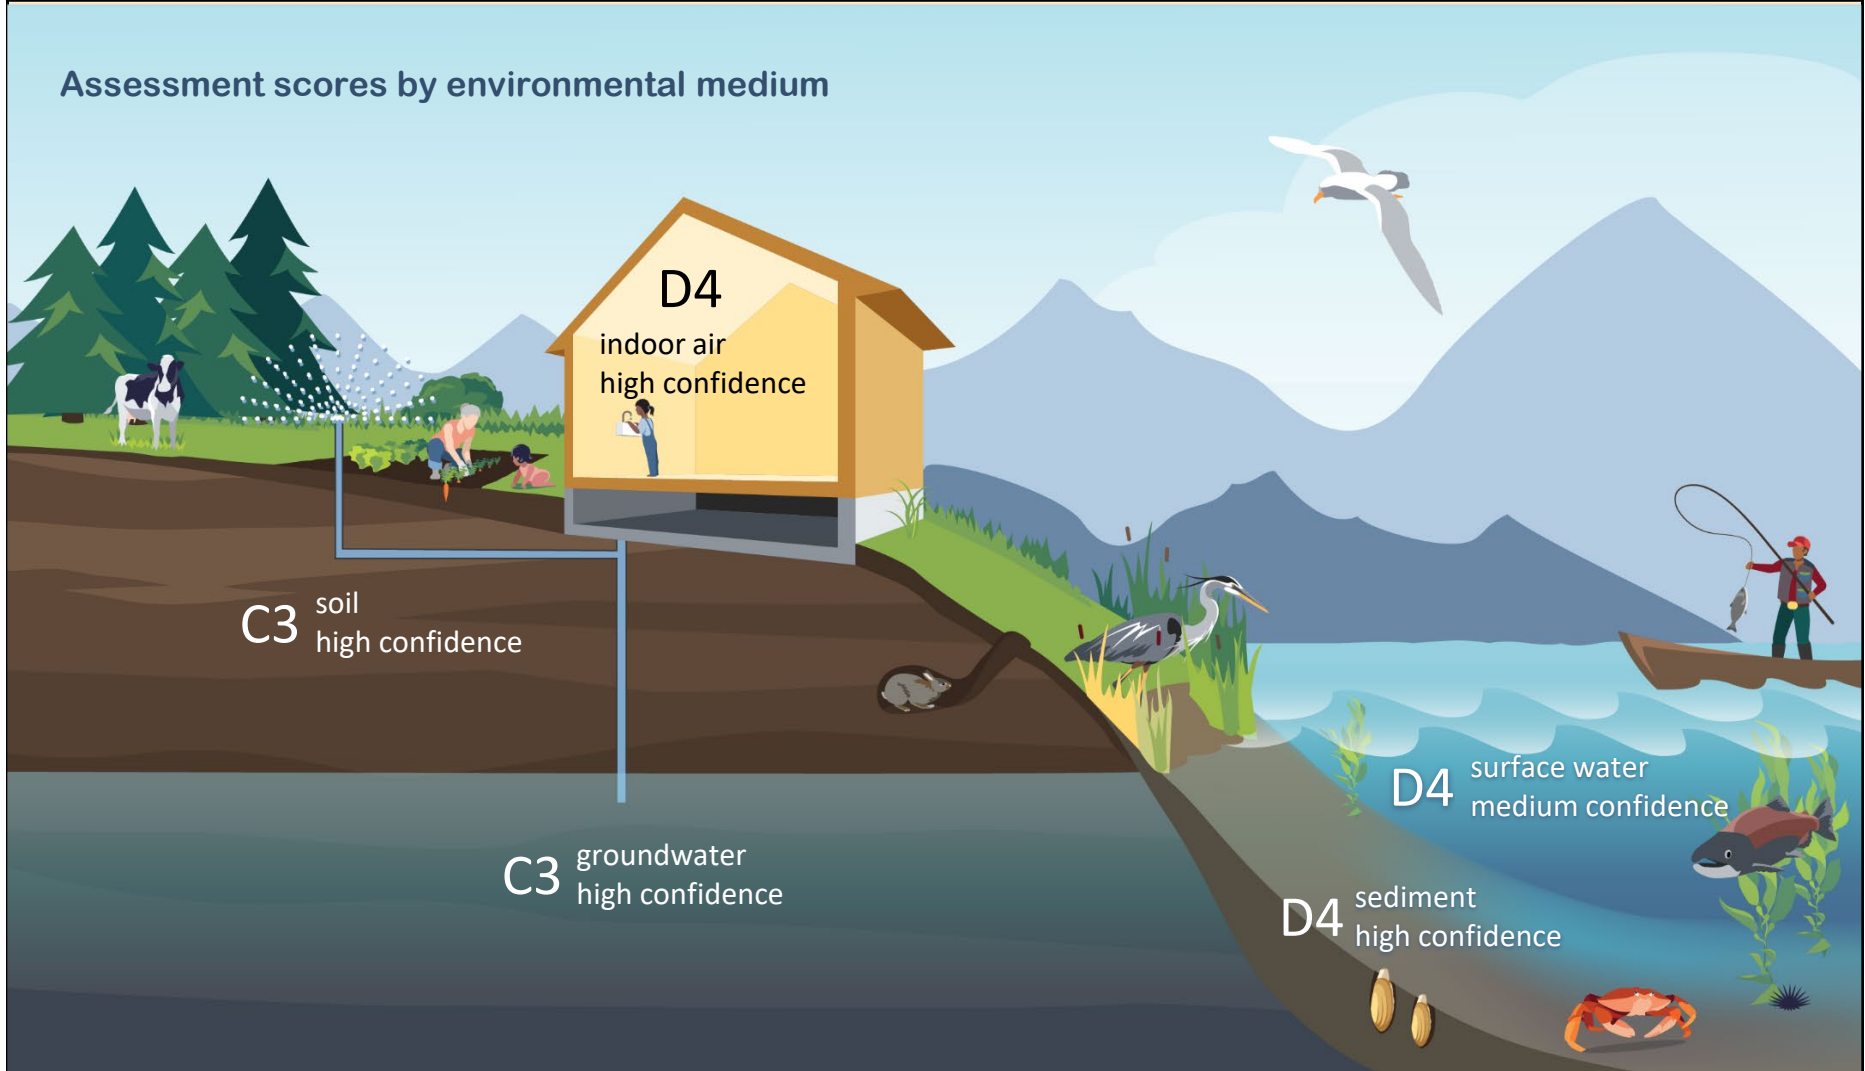 Assessment scores by environmental medium
D4
indoor air
high confidence
C3
soil
high confidence
D4
surface water
medium confidence
C3
groundwater
high confidence
D4
sediment
high confidence